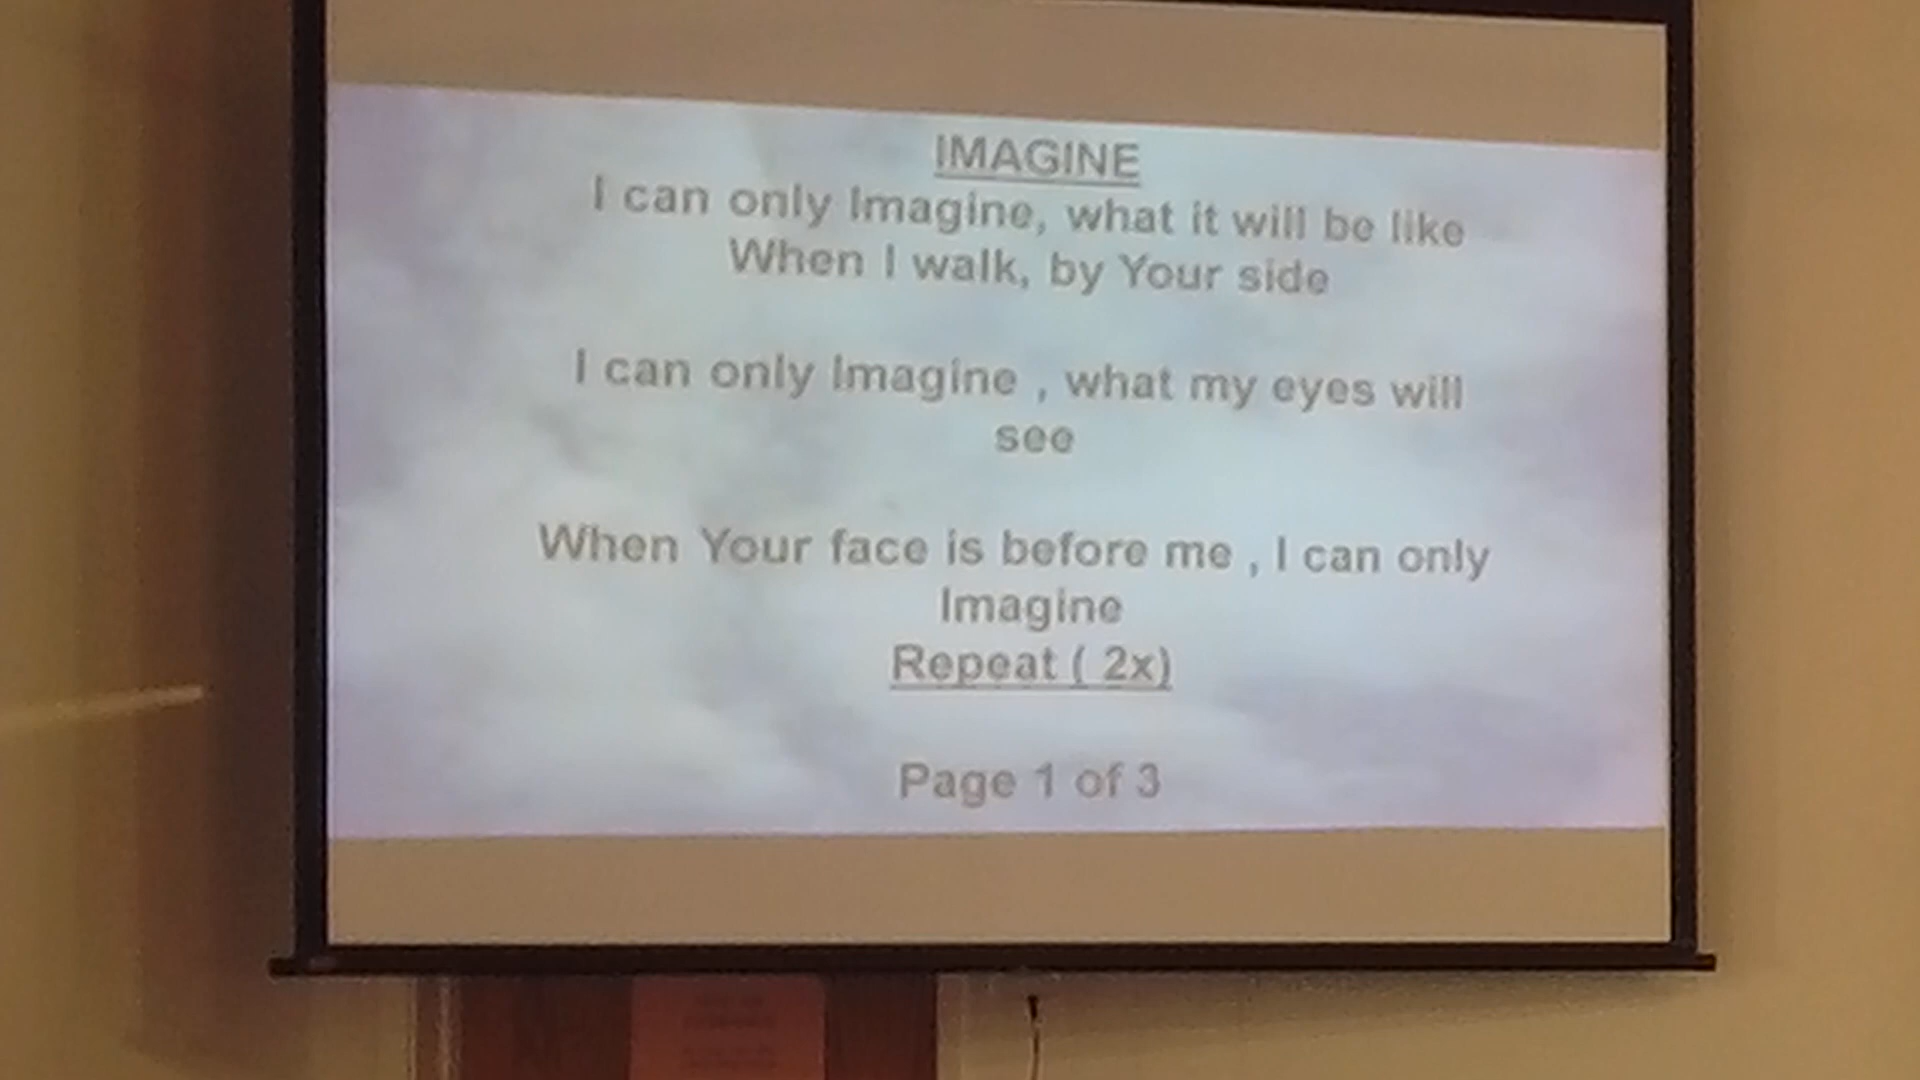 IMAGINE
I can only Imagine, what it will be like
When I walk, by Your side
I can only Imagine , what my eyes will
see
When Your face is before me , I can only
Imagine
Repeat ( 2x)
Page 1 of 3